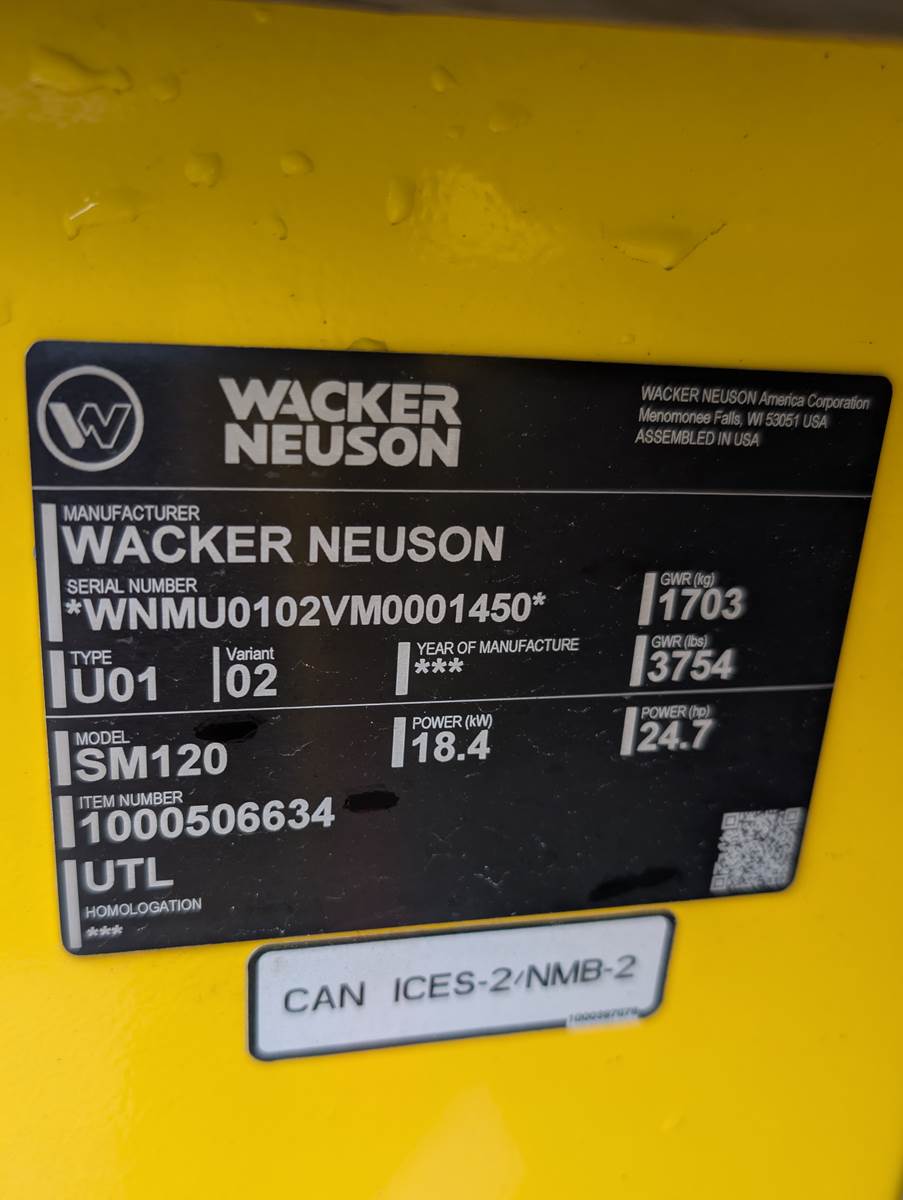 WACKER
NEUSON
WACKER NEUSON America Corporation
Menomonee Falls, WI 53051 USA
ASSEMBLED IN USA
MANUFACTURER
WACKER NEUSON
SERIAL NUMBER
*WNMU0102VM0001450*
GWR (kg)
1703
TYPE
U01
Variant
02
YEAR OF MANUFACTURE
***
GWR (lbs)
3754
MODEL
SM120
POWER (kW)
18.4
POWER (hp)
24.7
ITEM NUMBER
1000506634
UTL
HOMOLOGATION
***
CAN ICES-2/NMB-2